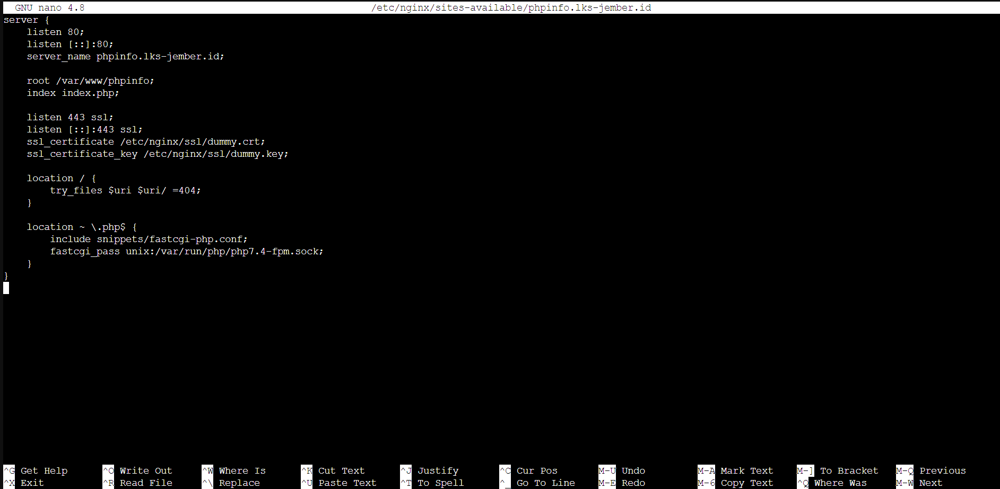 GNU nano 4.8 /etc/nginx/sites-available/phpinfo.lks-jember.id
server {
    listen 80;
    listen [::]:80;
    server_name phpinfo.lks-jember.id;

    root /var/www/phpinfo;
    index index.php;

    listen 443 ssl;
    listen [::]:443 ssl;
    ssl_certificate /etc/nginx/ssl/dummy.crt;
    ssl_certificate_key /etc/nginx/ssl/dummy.key;

    location / {
        try_files $uri $uri/ =404;
    }

    location ~ \.php$ {
        include snippets/fastcgi-php.conf;
        fastcgi_pass unix:/var/run/php/php7.4-fpm.sock;
    }
}
^G Get Help ^O Write Out ^W Where Is ^K Cut Text ^J Justify ^C Cur Pos M-U Undo M-A Mark Text M-] To Bracket M-Q Previous
^X Exit ^R Read File ^\ Replace ^U Paste Text ^T To Spell ^_ Go To Line M-E Redo M-6 Copy Text ^Q Where Was M-W Next